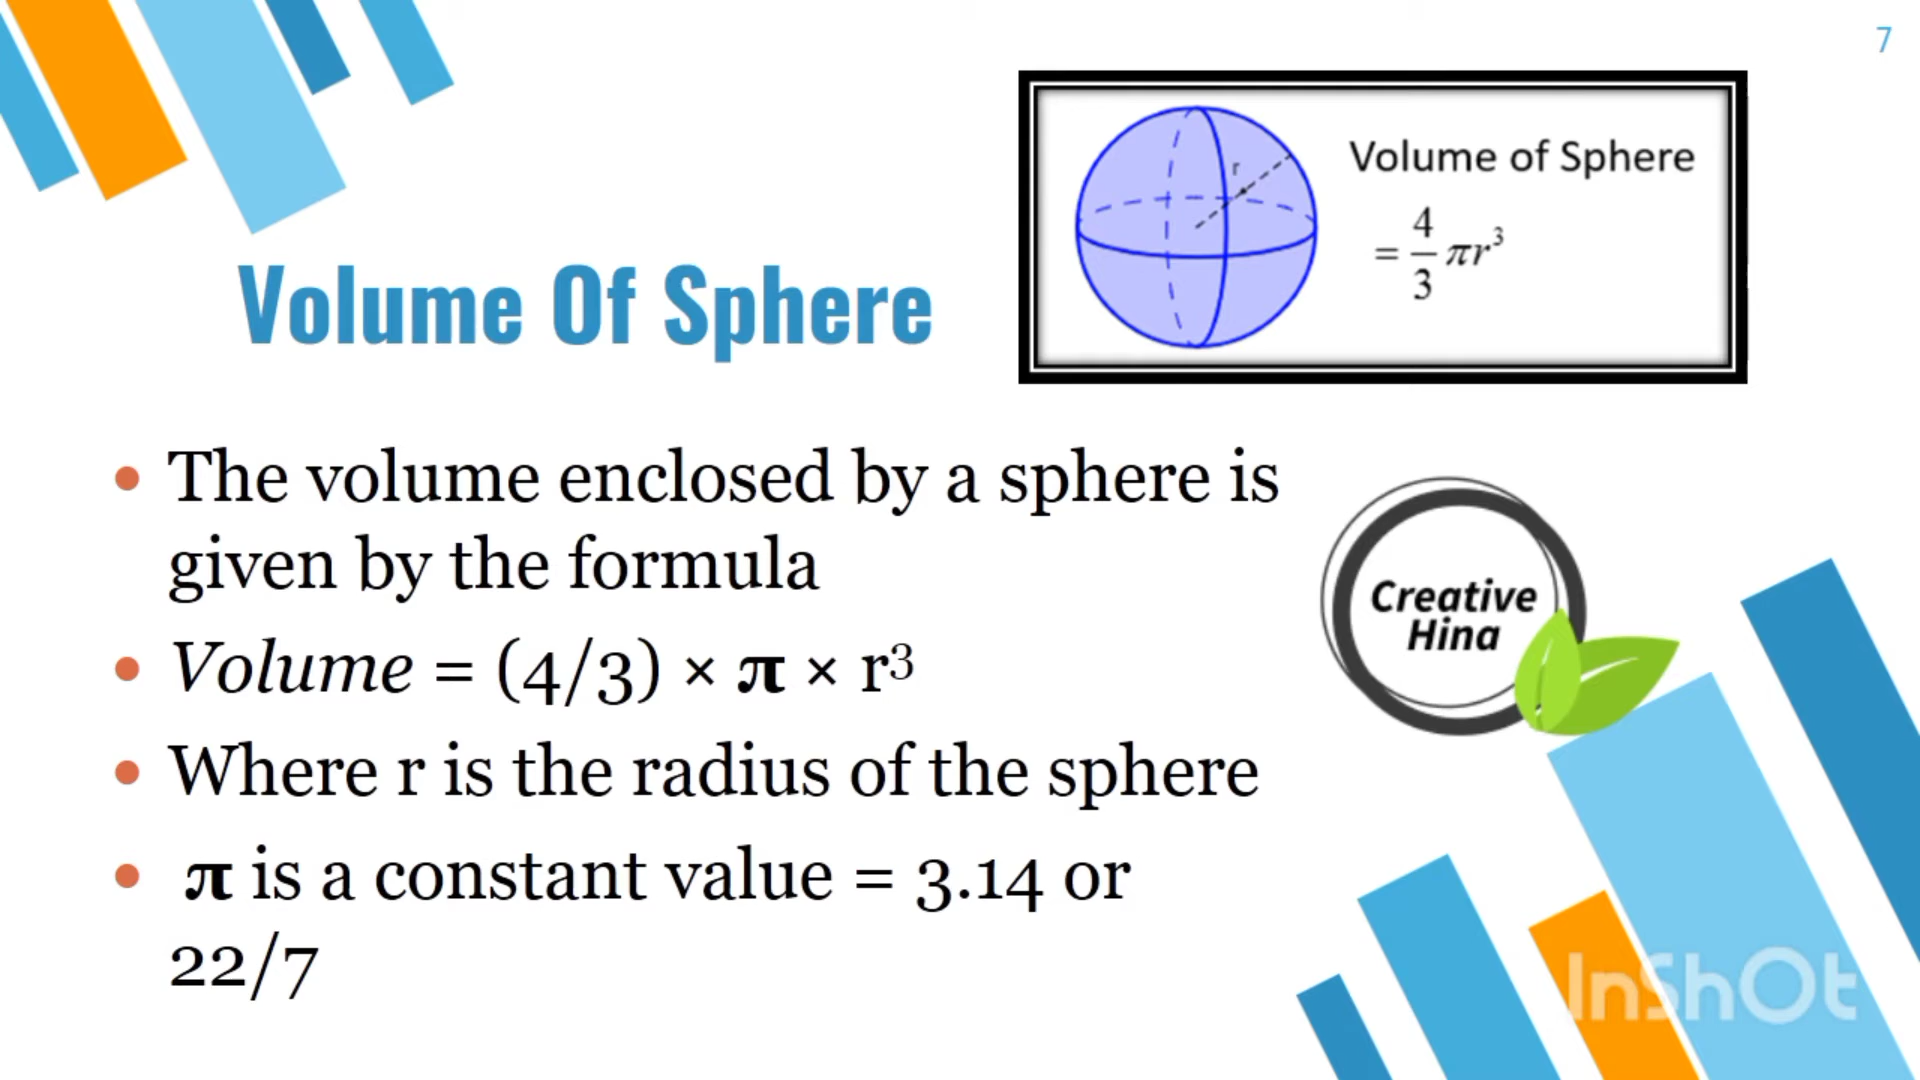 7
Volume of Sphere
= 4/3 πr³
r
Volume Of Sphere
• The volume enclosed by a sphere is
given by the formula
• Volume = (4/3) × π × r³
• Where r is the radius of the sphere
• π is a constant value = 3.14 or
22/7
Creative
Hina
InShOt